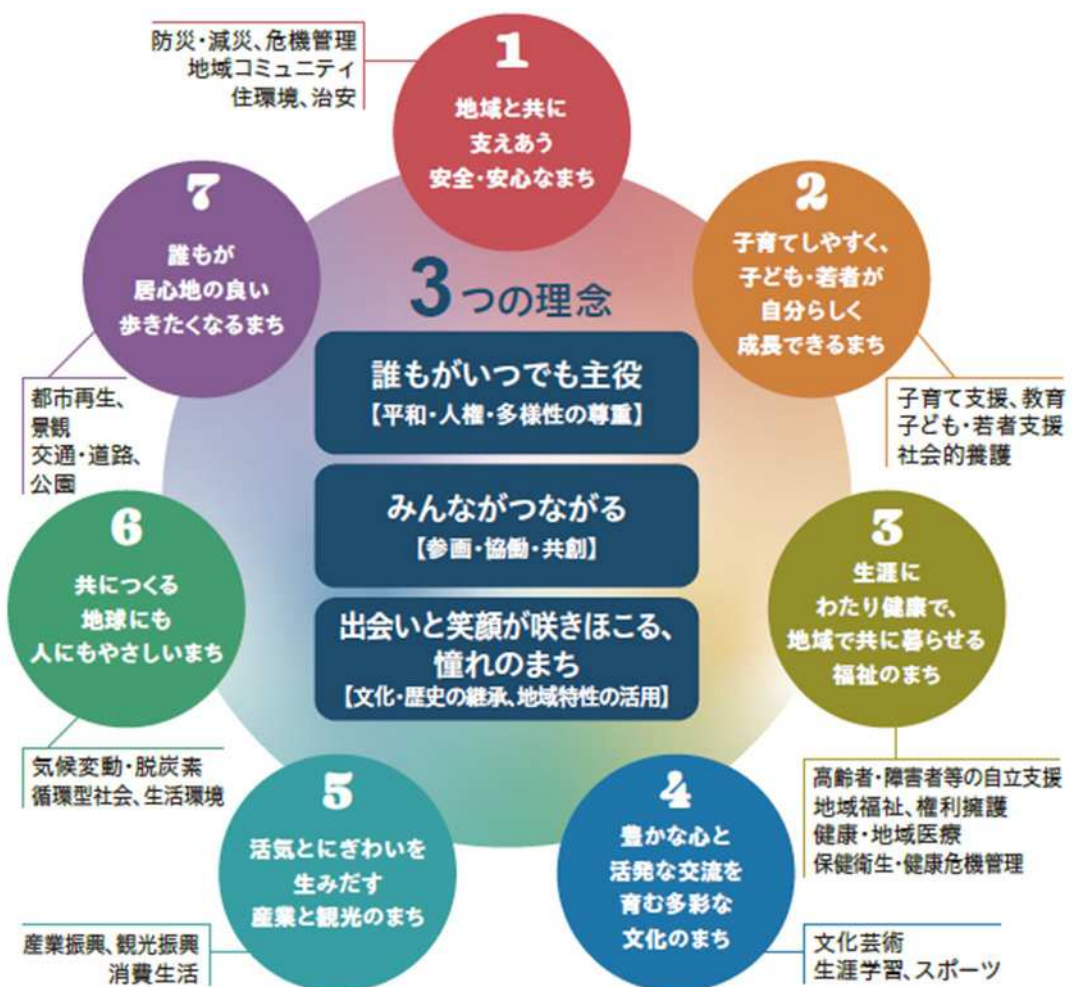 防災・減災、危機管理
地域コミュニティ
住環境、治安
1
地域と共に
支えあう
安全・安心なまち
2
子育てしやすく、
子ども・若者が
自分らしく
成長できるまち
子育て支援、教育
子ども・若者支援
社会的養護
3
生涯に
わたり健康で、
地域で共に暮らせる
福祉のまち
高齢者・障害者等の自立支援
地域福祉、権利擁護
健康・地域医療
保健衛生・健康危機管理
4
豊かな心と
活発な交流を
育む多彩な
文化のまち
文化芸術
生涯学習、スポーツ
5
活気とにぎわいを
生みだす
産業と観光のまち
産業振興、観光振興
消費生活
6
共につくる
地球にも
人にもやさしいまち
気候変動・脱炭素
循環型社会、生活環境
7
誰もが
居心地の良い
歩きたくなるまち
都市再生、
景観
交通・道路、
公園
3つの理念
誰もがいつでも主役
【平和・人権・多様性の尊重】
みんながつながる
【参画・協働・共創】
出会いと笑顔が咲きほこる、
憧れのまち
【文化・歴史の継承、地域特性の活用】